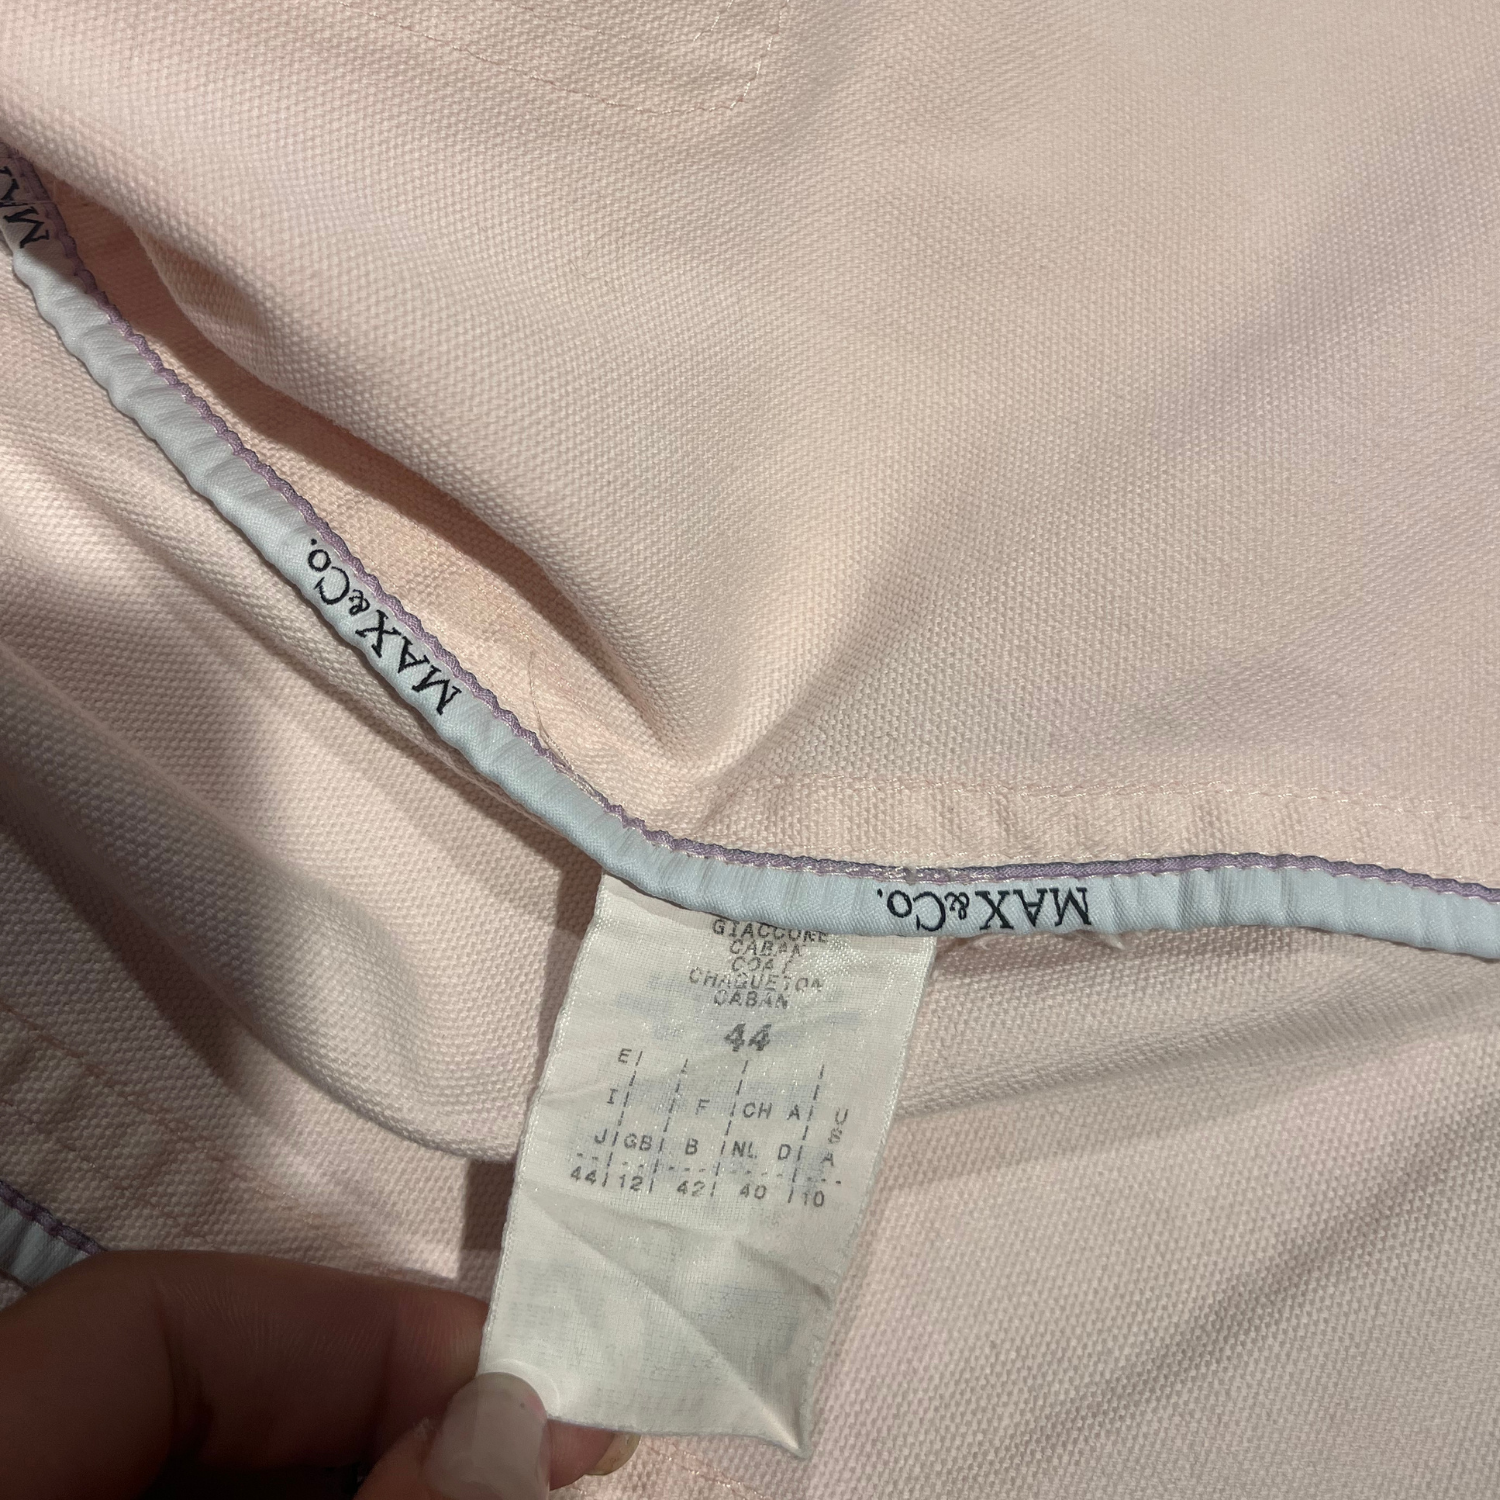 MAX&Co.
MAX&Co.
GIACCONE
CABAN
COAT
CHAQUETON
CABAN
44
E| | | |
I| F |CH A| U
J|GB| B |NL D| S
A
44|12| 42| 40 |10